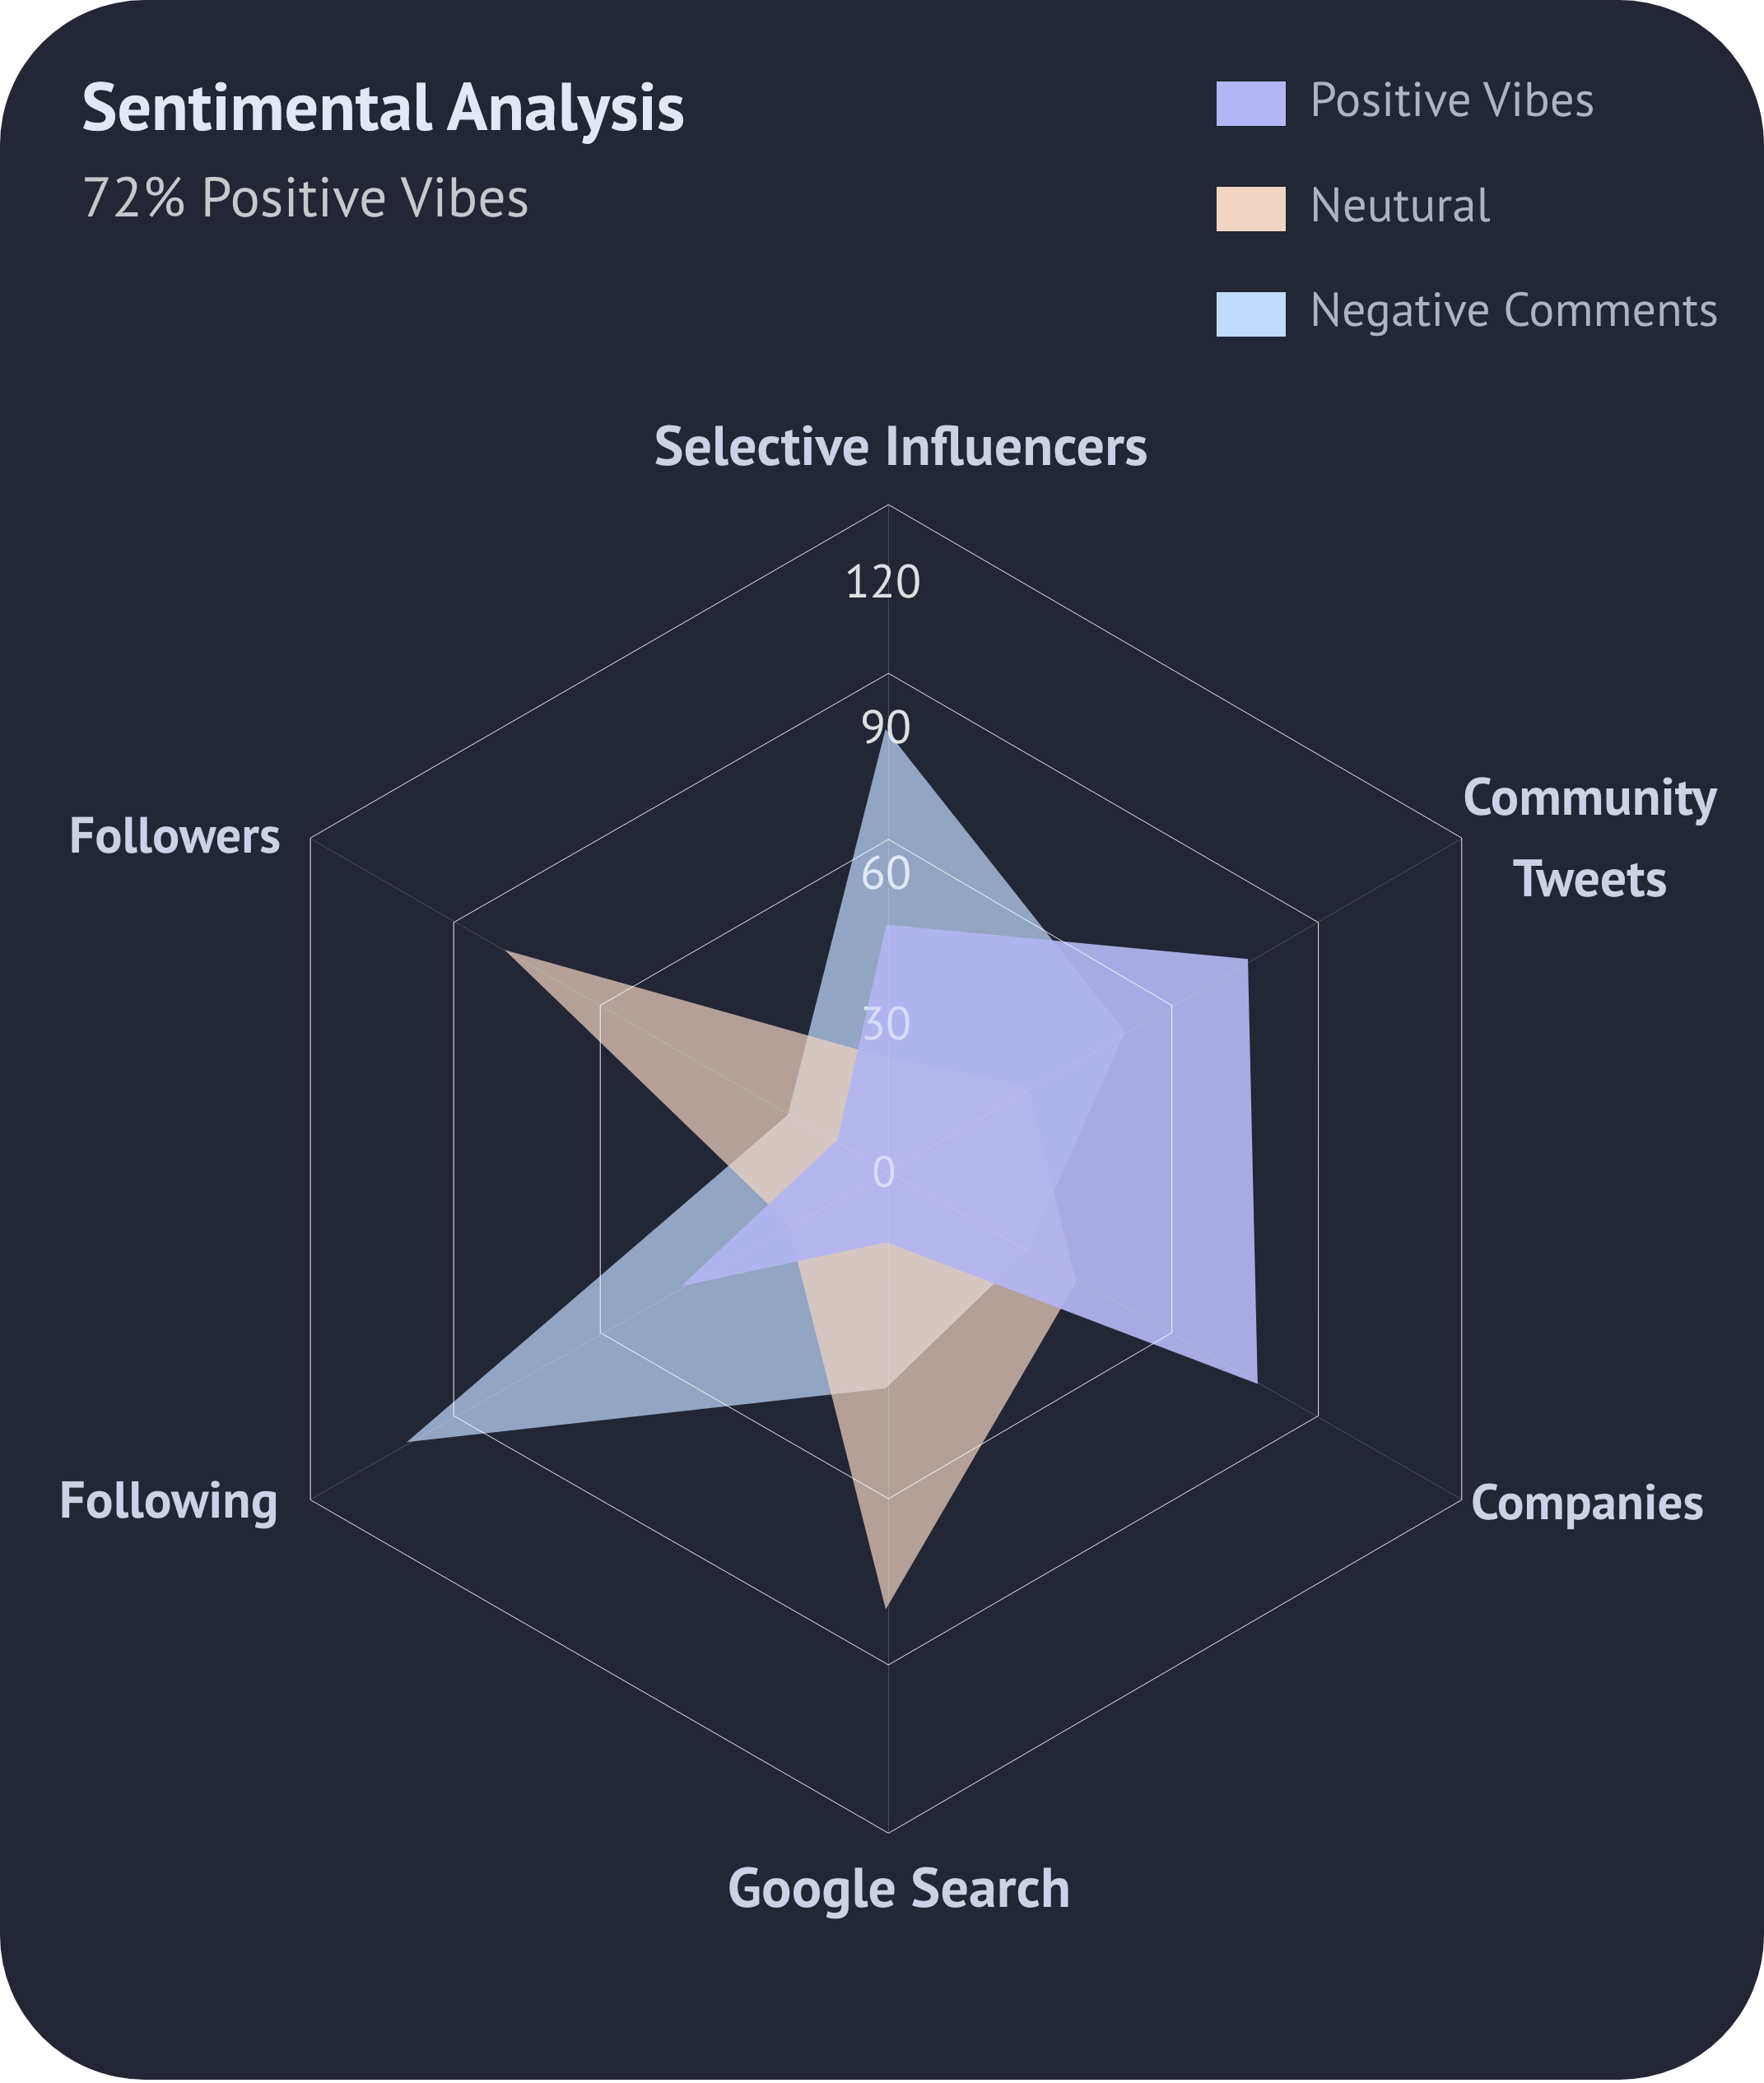 Sentimental Analysis
72% Positive Vibes
Positive Vibes
Neutural
Negative Comments
Selective Influencers
120
90
60
30
0
Community
Tweets
Followers
Following
Companies
Google Search